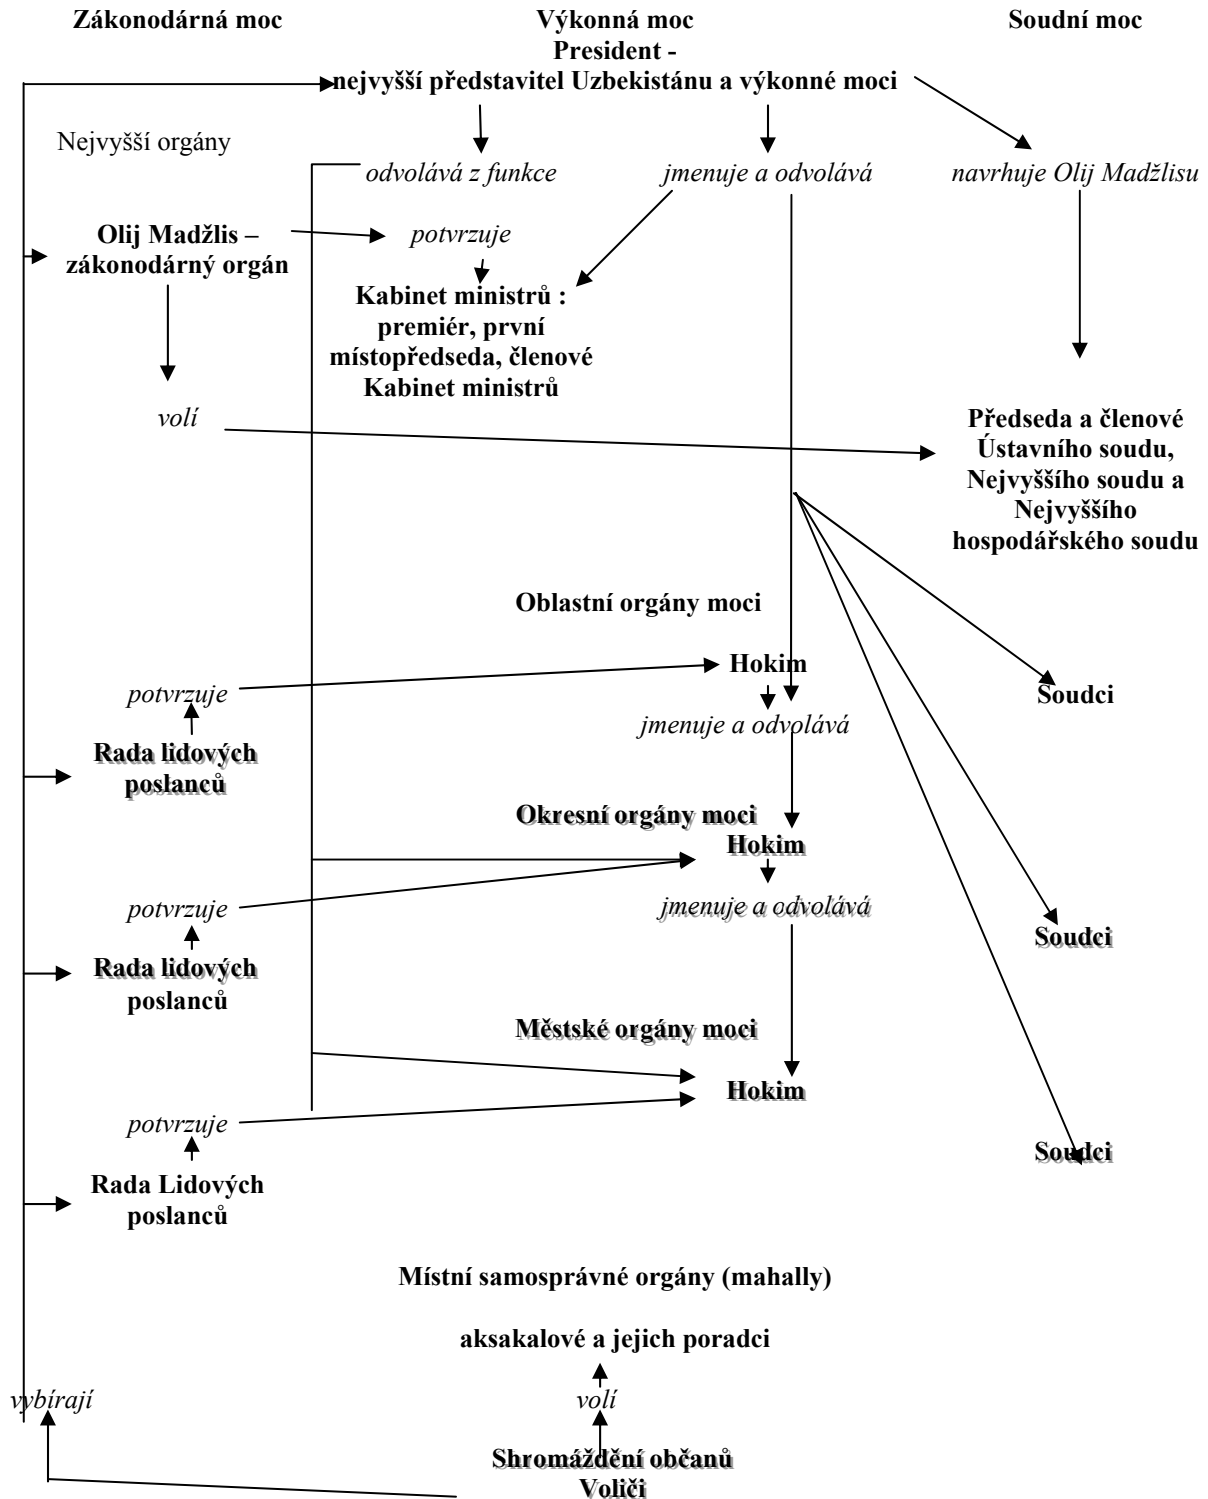 Zákonodárná moc
Výkonná moc
Soudní moc
President -
nejvyšší představitel Uzbekistánu a výkonné moci
Nejvyšší orgány
odvolává z funkce
jmenuje a odvolává
navrhuje Olij Madžlisu
Olij Madžlis –
zákonodárný orgán
potvrzuje
Kabinet ministrů :
premiér, první
místopředseda, členové
Kabinet ministrů
volí
Předseda a členové
Ústavního soudu,
Nejvyššího soudu a
Nejvyššího
hospodářského soudu
Oblastní orgány moci
Hokim
potvrzuje
Soudci
jmenuje a odvolává
Rada lidových
poslanců
Okresní orgány moci
Hokim
potvrzuje
jmenuje a odvolává
Soudci
Rada lidových
poslanců
Městské orgány moci
Hokim
potvrzuje
Soudci
Rada Lidových
poslanců
Místní samosprávné orgány (mahally)
aksakalové a jejich poradci
vybírají
volí
Shromáždění občanů
Voliči